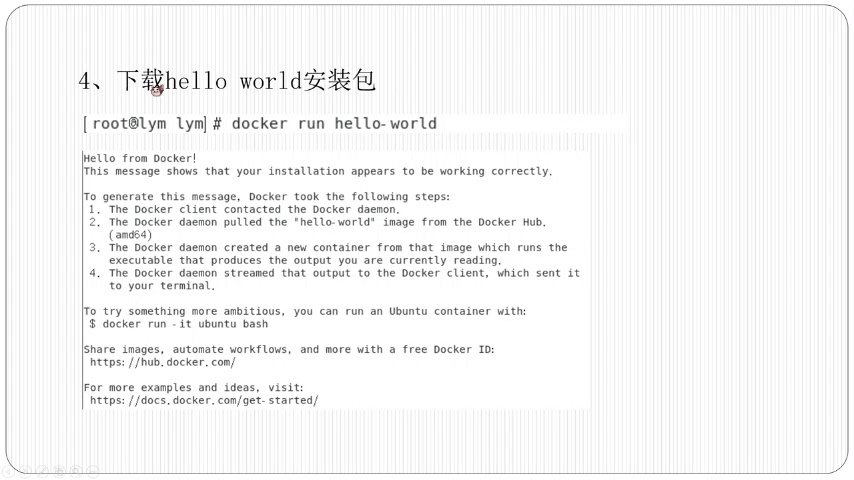 4、下载hello world安装包
[root@lym lym]# docker run hello-world
Hello from Docker!
This message shows that your installation appears to be working correctly.
To generate this message, Docker took the following steps:
1. The Docker client contacted the Docker daemon.
2. The Docker daemon pulled the "hello-world" image from the Docker Hub.
(amd64)
3. The Docker daemon created a new container from that image which runs the
executable that produces the output you are currently reading.
4. The Docker daemon streamed that output to the Docker client, which sent it
to your terminal.
To try something more ambitious, you can run an Ubuntu container with:
$ docker run -it ubuntu bash
Share images, automate workflows, and more with a free Docker ID:
https://hub.docker.com/
For more examples and ideas, visit:
https://docs.docker.com/get-started/